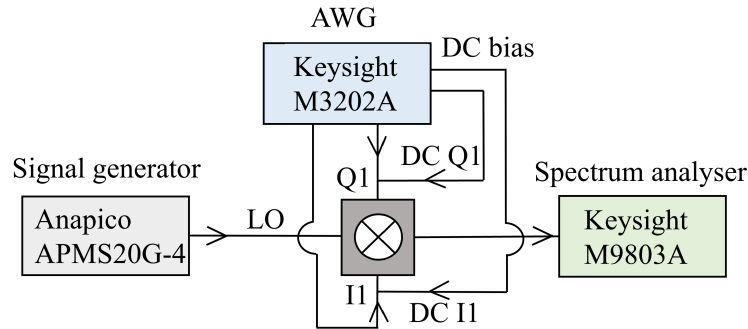 AWG
Keysight
M3202A
DC bias
DC Q1
Q1
Signal generator
Anapico
APMS20G-4
LO
Spectrum analyser
Keysight
M9803A
I1
DC I1